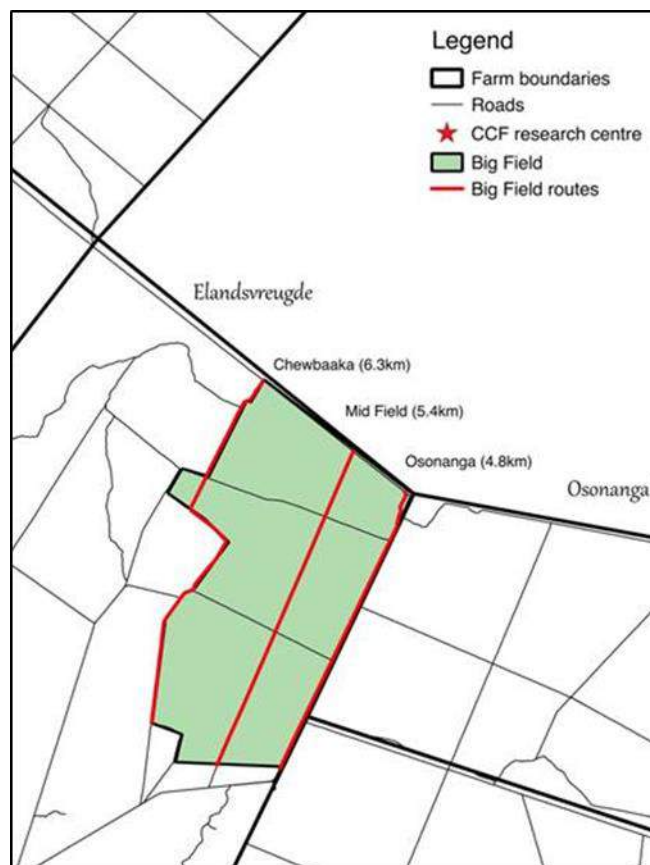 Legend
Farm boundaries
Roads
CCF research centre
Big Field
Big Field routes
Elandsvreugde
Chewbaaka (6.3km)
Mid Field (5.4km)
Osonanga (4.8km)
Osonanga